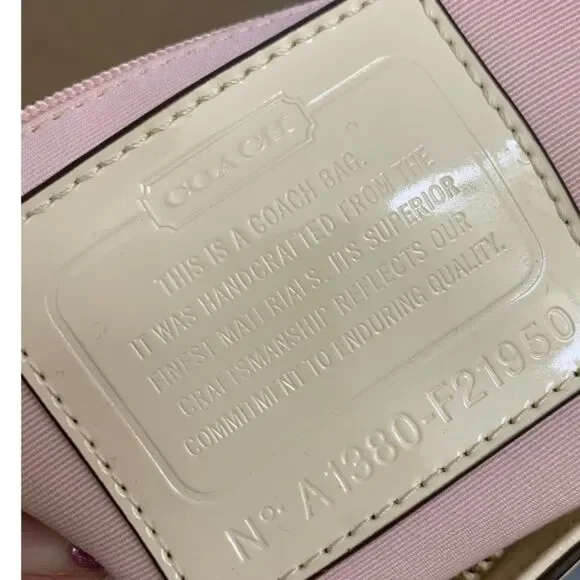 COACH
THIS IS A COACH BAG.
IT WAS HANDCRAFTED FROM THE
FINEST MATERIALS. ITS SUPERIOR
CRAFTSMANSHIP REFLECTS OUR
COMMITMENT TO ENDURING QUALITY.
Nº. A1380-F21950